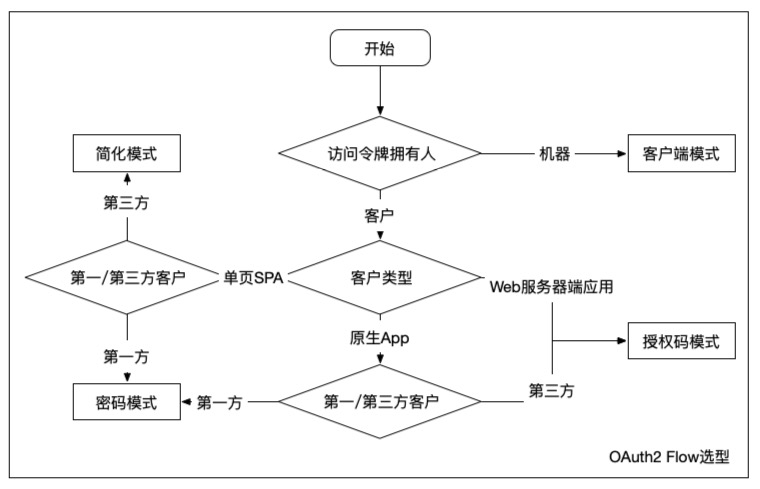 开始
访问令牌拥有人
机器
客户端模式
简化模式
第三方
客户
第一/第三方客户
单页SPA
客户类型
Web服务器端应用
原生App
授权码模式
第一方
密码模式
第一方
第一/第三方客户
第三方
OAuth2 Flow选型